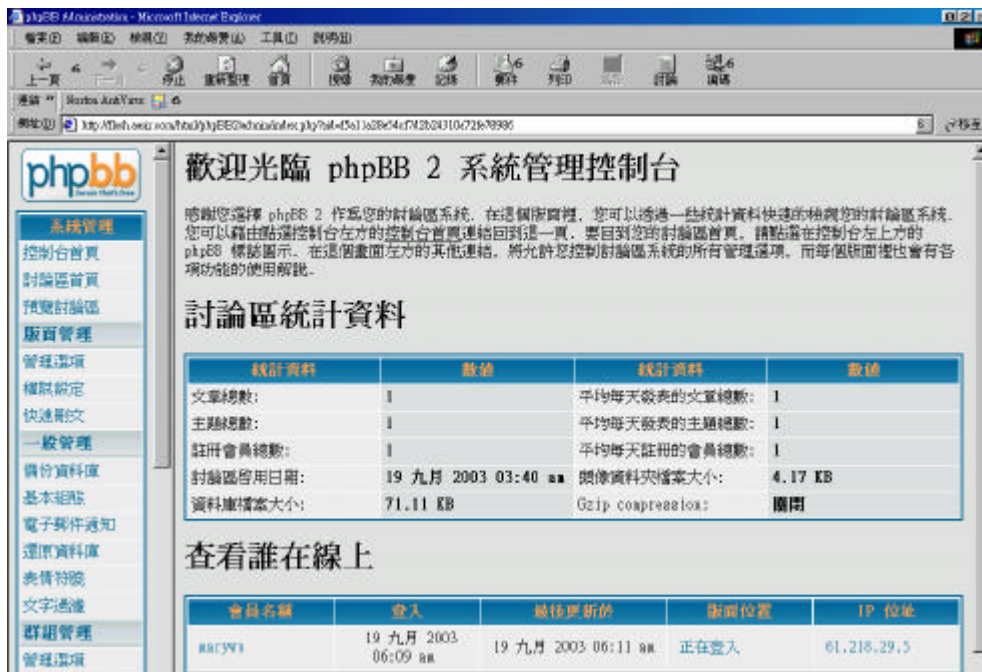 phpBB Administration - Microsoft Internet Explorer
檔案(F) 編輯(E) 檢視(V) 我的最愛(A) 工具(T) 說明(H)
上一頁 停止 重新整理 首頁 搜尋 我的最愛 記錄 郵件 列印 討論 編碼
連結 Norton AntiVirus
網址(D) 移至
phpbb
系統管理
控制台首頁
討論區首頁
預覽討論區
版面管理
管理選項
權限設定
快速刪文
一般管理
備份資料庫
基本組態
電子郵件通知
還原資料庫
表情符號
文字過濾
群組管理
管理選項
歡迎光臨 phpBB 2 系統管理控制台
感謝您選擇 phpBB 2 作為您的討論區系統. 在這個版面裡, 您可以透過一些統計資料快速的檢視您的討論區系統.
您可以藉由點選控制台左方的控制台首頁連結回到這一頁. 要回到您的討論區首頁, 請點選在控制台左上方的
phpBB 標誌圖示. 在這個畫面左方的其他連結, 將允許您控制討論區系統的所有管理選項, 而每個版面裡也會有各
項功能的使用解說.
討論區統計資料
統計資料 數值 統計資料 數值
文章總數: 1 平均每天發表的文章總數: 1
主題總數: 1 平均每天發表的主題總數: 1
註冊會員總數: 1 平均每天註冊的會員總數: 1
討論區啓用日期: 19 九月 2003 03:40 am 頭像資料夾檔案大小: 4.17 KB
資料庫檔案大小: 71.11 KB Gzip compression: 關閉
查看誰在線上
會員名稱 登入 最後更新於 版面位置 IP 位址
marywu 19 九月 2003 06:09 am 19 九月 2003 06:11 am 正在登入 61.218.29.5